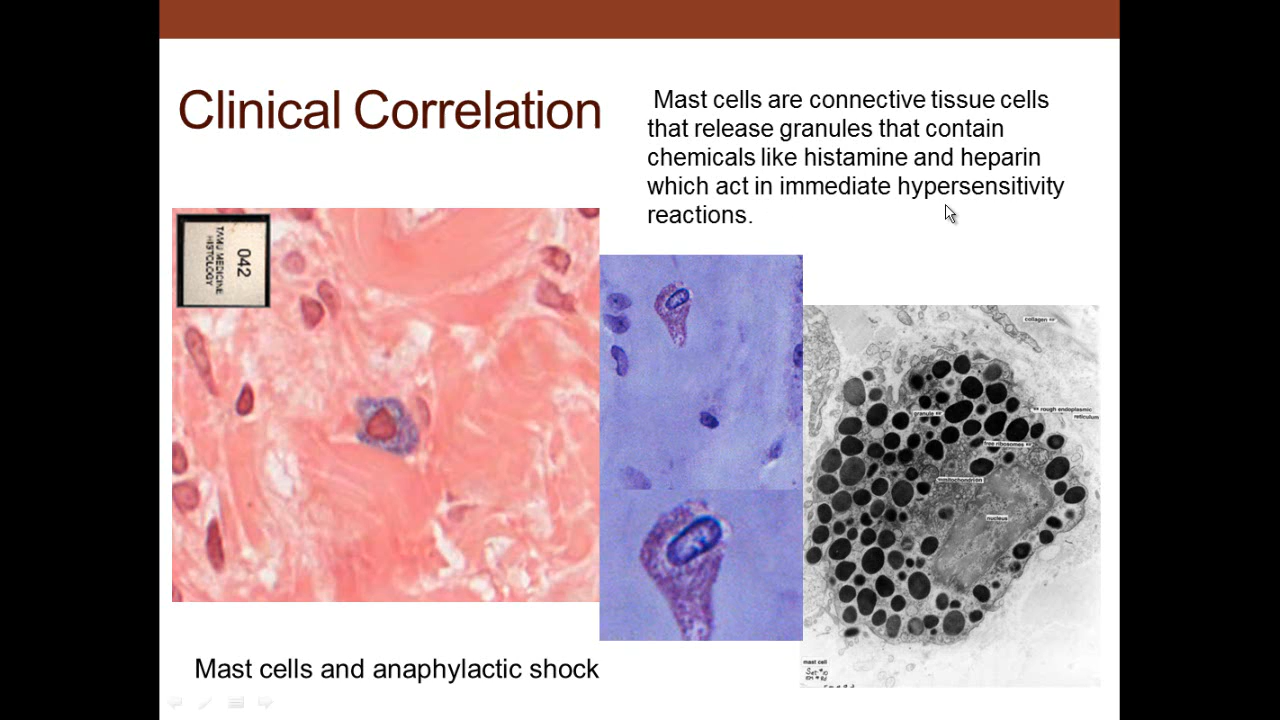 Clinical Correlation
Mast cells are connective tissue cells
that release granules that contain
chemicals like histamine and heparin
which act in immediate hypersensitivity
reactions.
042
TAMU MEDICINE
HISTOLOGY
collagen
granule
rough endoplasmic
reticulum
free ribosomes
mitochondrion
nucleus
mast cell
Mast cells and anaphylactic shock